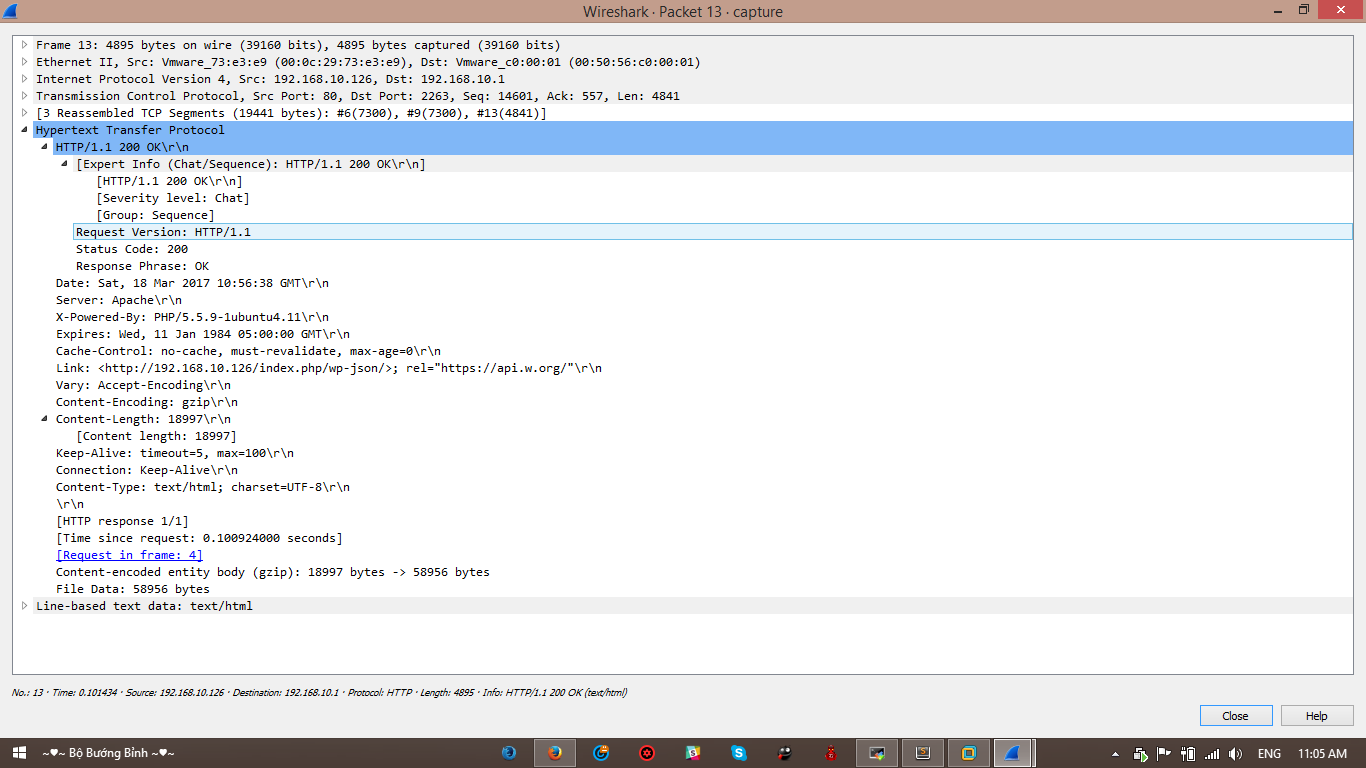 Wireshark · Packet 13 · capture
Frame 13: 4895 bytes on wire (39160 bits), 4895 bytes captured (39160 bits)
Ethernet II, Src: Vmware_73:e3:e9 (00:0c:29:73:e3:e9), Dst: Vmware_c0:00:01 (00:50:56:c0:00:01)
Internet Protocol Version 4, Src: 192.168.10.126, Dst: 192.168.10.1
Transmission Control Protocol, Src Port: 80, Dst Port: 2263, Seq: 14601, Ack: 557, Len: 4841
[3 Reassembled TCP Segments (19441 bytes): #6(7300), #9(7300), #13(4841)]
Hypertext Transfer Protocol
HTTP/1.1 200 OK\r\n
[Expert Info (Chat/Sequence): HTTP/1.1 200 OK\r\n]
[HTTP/1.1 200 OK\r\n]
[Severity level: Chat]
[Group: Sequence]
Request Version: HTTP/1.1
Status Code: 200
Response Phrase: OK
Date: Sat, 18 Mar 2017 10:56:38 GMT\r\n
Server: Apache\r\n
X-Powered-By: PHP/5.5.9-1ubuntu4.11\r\n
Expires: Wed, 11 Jan 1984 05:00:00 GMT\r\n
Cache-Control: no-cache, must-revalidate, max-age=0\r\n
Link: <http://192.168.10.126/index.php/wp-json/>; rel="https://api.w.org/"\r\n
Vary: Accept-Encoding\r\n
Content-Encoding: gzip\r\n
Content-Length: 18997\r\n
[Content length: 18997]
Keep-Alive: timeout=5, max=100\r\n
Connection: Keep-Alive\r\n
Content-Type: text/html; charset=UTF-8\r\n
\r\n
[HTTP response 1/1]
[Time since request: 0.100924000 seconds]
[Request in frame: 4]
Content-encoded entity body (gzip): 18997 bytes -> 58956 bytes
File Data: 58956 bytes
Line-based text data: text/html
No.: 13 · Time: 0.101434 · Source: 192.168.10.126 · Destination: 192.168.10.1 · Protocol: HTTP · Length: 4895 · Info: HTTP/1.1 200 OK (text/html)
Close Help
~♥~ Bộ Bướng Bỉnh ~♥~ ENG 11:05 AM